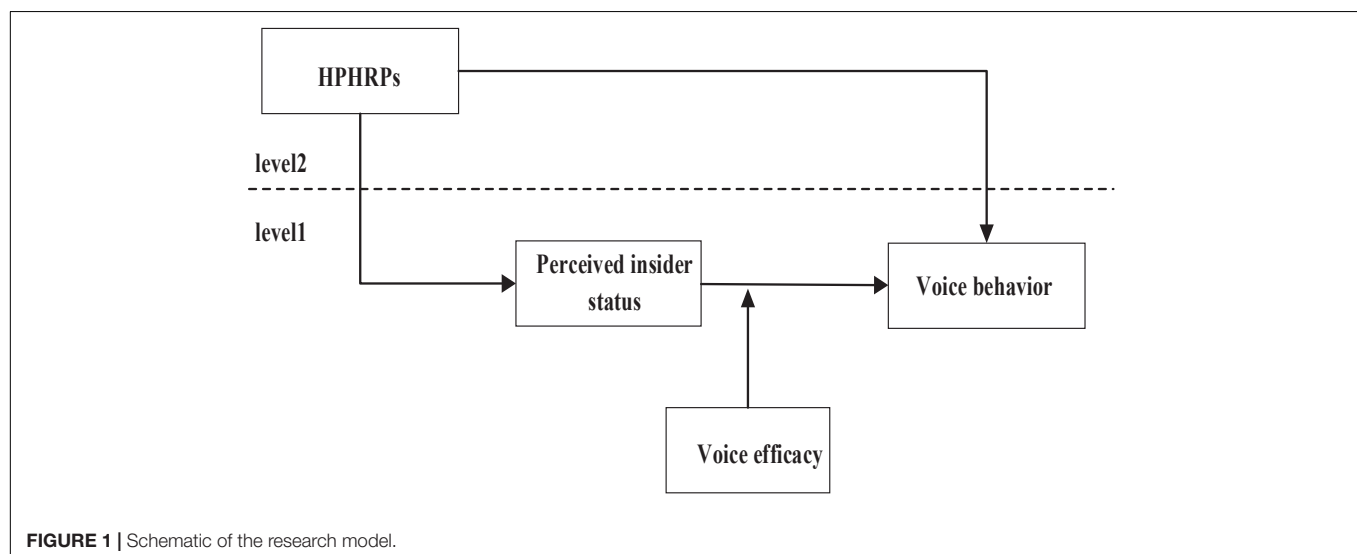 HPHRPs
level2
level1
Perceived insider
status
Voice behavior
Voice efficacy
FIGURE 1 | Schematic of the research model.